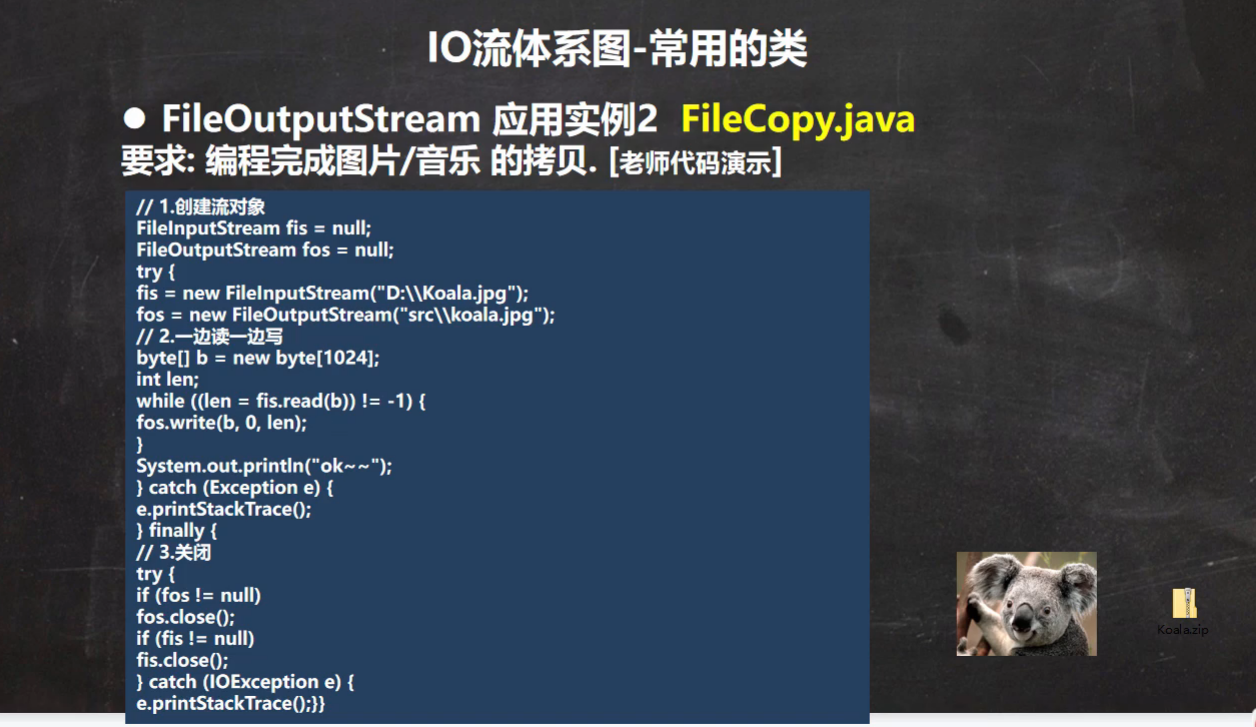 IO流体系图-常用的类
● FileOutputStream 应用实例2 FileCopy.java
要求: 编程完成图片/音乐 的拷贝. [老师代码演示]
// 1.创建流对象
FileInputStream fis = null;
FileOutputStream fos = null;
try {
fis = new FileInputStream("D:\\Koala.jpg");
fos = new FileOutputStream("src\\koala.jpg");
// 2.一边读一边写
byte[] b = new byte[1024];
int len;
while ((len = fis.read(b)) != -1) {
fos.write(b, 0, len);
}
System.out.println("ok~~");
} catch (Exception e) {
e.printStackTrace();
} finally {
// 3.关闭
try {
if (fos != null)
fos.close();
if (fis != null)
fis.close();
} catch (IOException e) {
e.printStackTrace();}}
Koala.zip